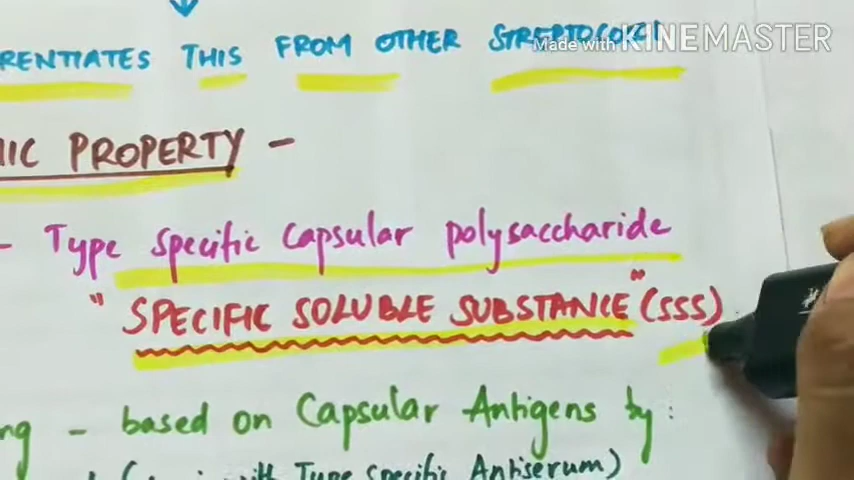 RENTIATES THIS FROM OTHER STREPTOCOCCI
Made with KINEMASTER
IC PROPERTY -
- Type specific capsular polysaccharide
"SPECIFIC SOLUBLE SUBSTANCE" (SSS)
ng - based on Capsular Antigens by:
with Type specific Antiserum)